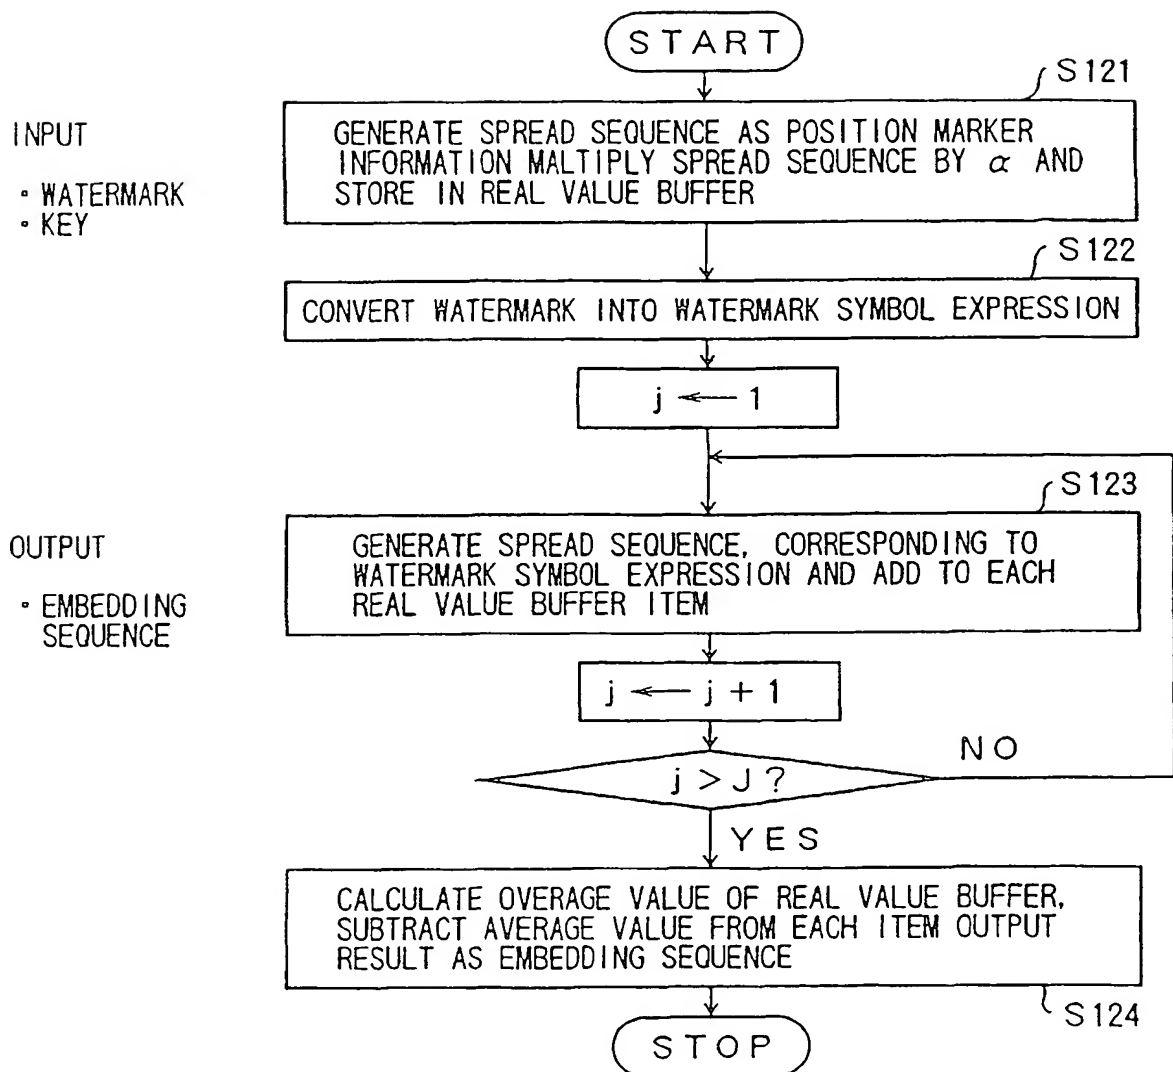 START
S121
INPUT
• WATERMARK
• KEY
GENERATE SPREAD SEQUENCE AS POSITION MARKER
INFORMATION MALTIPLY SPREAD SEQUENCE BY α AND
STORE IN REAL VALUE BUFFER
S122
CONVERT WATERMARK INTO WATERMARK SYMBOL EXPRESSION
j ← 1
S123
OUTPUT
• EMBEDDING
SEQUENCE
GENERATE SPREAD SEQUENCE, CORRESPONDING TO
WATERMARK SYMBOL EXPRESSION AND ADD TO EACH
REAL VALUE BUFFER ITEM
j ← j + 1
j > J ?
NO
YES
CALCULATE OVERAGE VALUE OF REAL VALUE BUFFER,
SUBTRACT AVERAGE VALUE FROM EACH ITEM OUTPUT
RESULT AS EMBEDDING SEQUENCE
S124
STOP